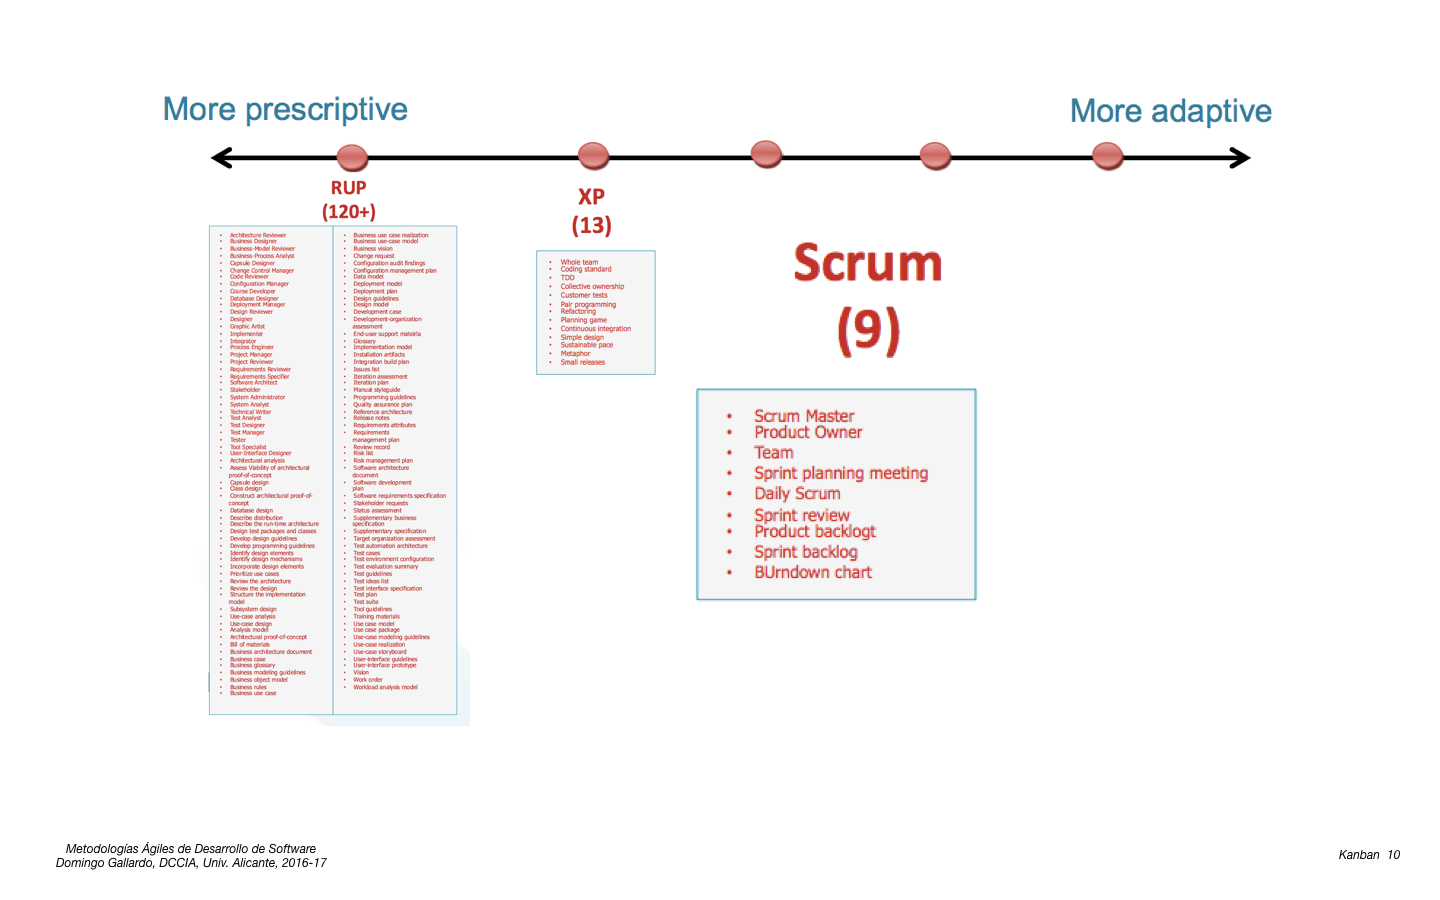 More prescriptive
More adaptive
RUP
(120+)
• Architecture Reviewer
• Business Designer
• Business-Model Reviewer
• Business-Process Analyst
• Capsule Designer
• Change Control Manager
• Code Reviewer
• Configuration Manager
• Course Developer
• Database Designer
• Deployment Manager
• Design Reviewer
• Designer
• Graphic Artist
• Implementer
• Integrator
• Process Engineer
• Project Manager
• Project Reviewer
• Requirements Reviewer
• Requirements Specifier
• Software Architect
• Stakeholder
• System Administrator
• System Analyst
• Technical Writer
• Test Analyst
• Test Designer
• Test Manager
• Tester
• Tool Specialist
• User-Interface Designer
• Architectural analysis
• Assess Viability of architectural
proof-of-concept
• Capsule design
• Class design
• Construct architectural proof-of-
concept
• Database design
• Describe distribution
• Describe the run-time architecture
• Design test packages and classes
• Develop design guidelines
• Develop programming guidelines
• Identify design elements
• Identify design mechanisms
• Incorporate design elements
• Prioritize use cases
• Review the architecture
• Review the design
• Structure the implementation
model
• Subsystem design
• Use-case analysis
• Use-case design
• Analysis model
• Architectural proof-of-concept
• Bill of materials
• Business architecture document
• Business case
• Business glossary
• Business modeling guidelines
• Business object model
• Business rules
• Business use case
• Business use case realization
• Business use-case model
• Business vision
• Change request
• Configuration audit findings
• Configuration management plan
• Data model
• Deployment model
• Deployment plan
• Design guidelines
• Design model
• Development case
• Development-organization
assessment
• End-user support mateirla
• Glossary
• Implementation model
• Installation artifacts
• Integration build plan
• Issues list
• Iteration assessment
• Iteration plan
• Manual styleguide
• Programming guidelines
• Quality assurance plan
• Reference architecture
• Release notes
• Requirements attributes
• Requirements
management plan
• Review record
• Risk list
• Risk management plan
• Software architecture
document
• Software development
plan
• Software requirements specification
• Stakeholder requests
• Status assessment
• Supplementary business
specification
• Supplementary specification
• Target organization assessment
• Test automation architecture
• Test cases
• Test environment configuration
• Test evaluation summary
• Test guidelines
• Test ideas list
• Test interface specification
• Test plan
• Test suite
• Tool guidelines
• Training materials
• Use case model
• Use case package
• Use-case modeling guidelines
• Use-case realization
• Use-case storyboard
• User-interface guidelines
• User-interface prototype
• Vision
• Work order
• Workload analysis model
XP
(13)
• Whole team
• Coding standard
• TDD
• Collective ownership
• Customer tests
• Pair programming
• Refactoring
• Planning game
• Continuous integration
• Simple design
• Sustainable pace
• Metaphor
• Small releases
Scrum
(9)
• Scrum Master
• Product Owner
• Team
• Sprint planning meeting
• Daily Scrum
• Sprint review
• Product backlogt
• Sprint backlog
• BUrndown chart
Metodologías Ágiles de Desarrollo de Software
Domingo Gallardo, DCCIA, Univ. Alicante, 2016-17
Kanban 10